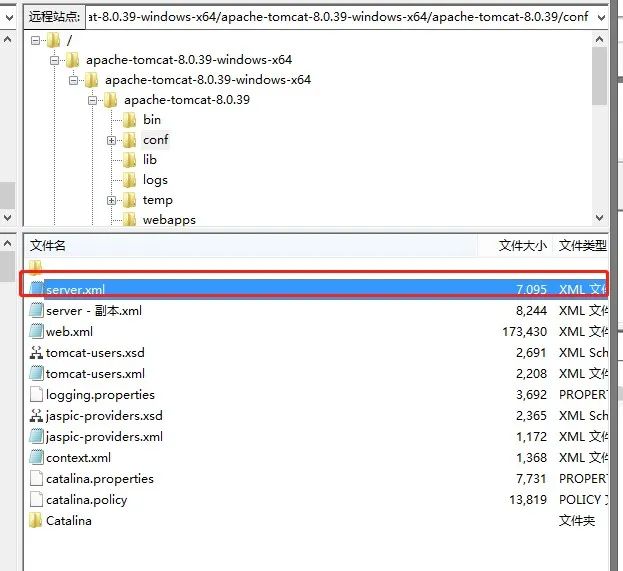 远程站点: at-8.0.39-windows-x64/apache-tomcat-8.0.39-windows-x64/apache-tomcat-8.0.39/conf
/
apache-tomcat-8.0.39-windows-x64
apache-tomcat-8.0.39-windows-x64
apache-tomcat-8.0.39
bin
conf
lib
logs
temp
webapps
文件名 文件大小 文件类型
server.xml 7,095 XML 文
server - 副本.xml 8,244 XML 文
web.xml 173,430 XML 文
tomcat-users.xsd 2,691 XML Sch
tomcat-users.xml 2,208 XML 文
logging.properties 3,692 PROPER
jaspic-providers.xsd 2,365 XML Sch
jaspic-providers.xml 1,172 XML 文
context.xml 1,368 XML 文
catalina.properties 7,731 PROPER
catalina.policy 13,819 POLICY
Catalina 文件夹